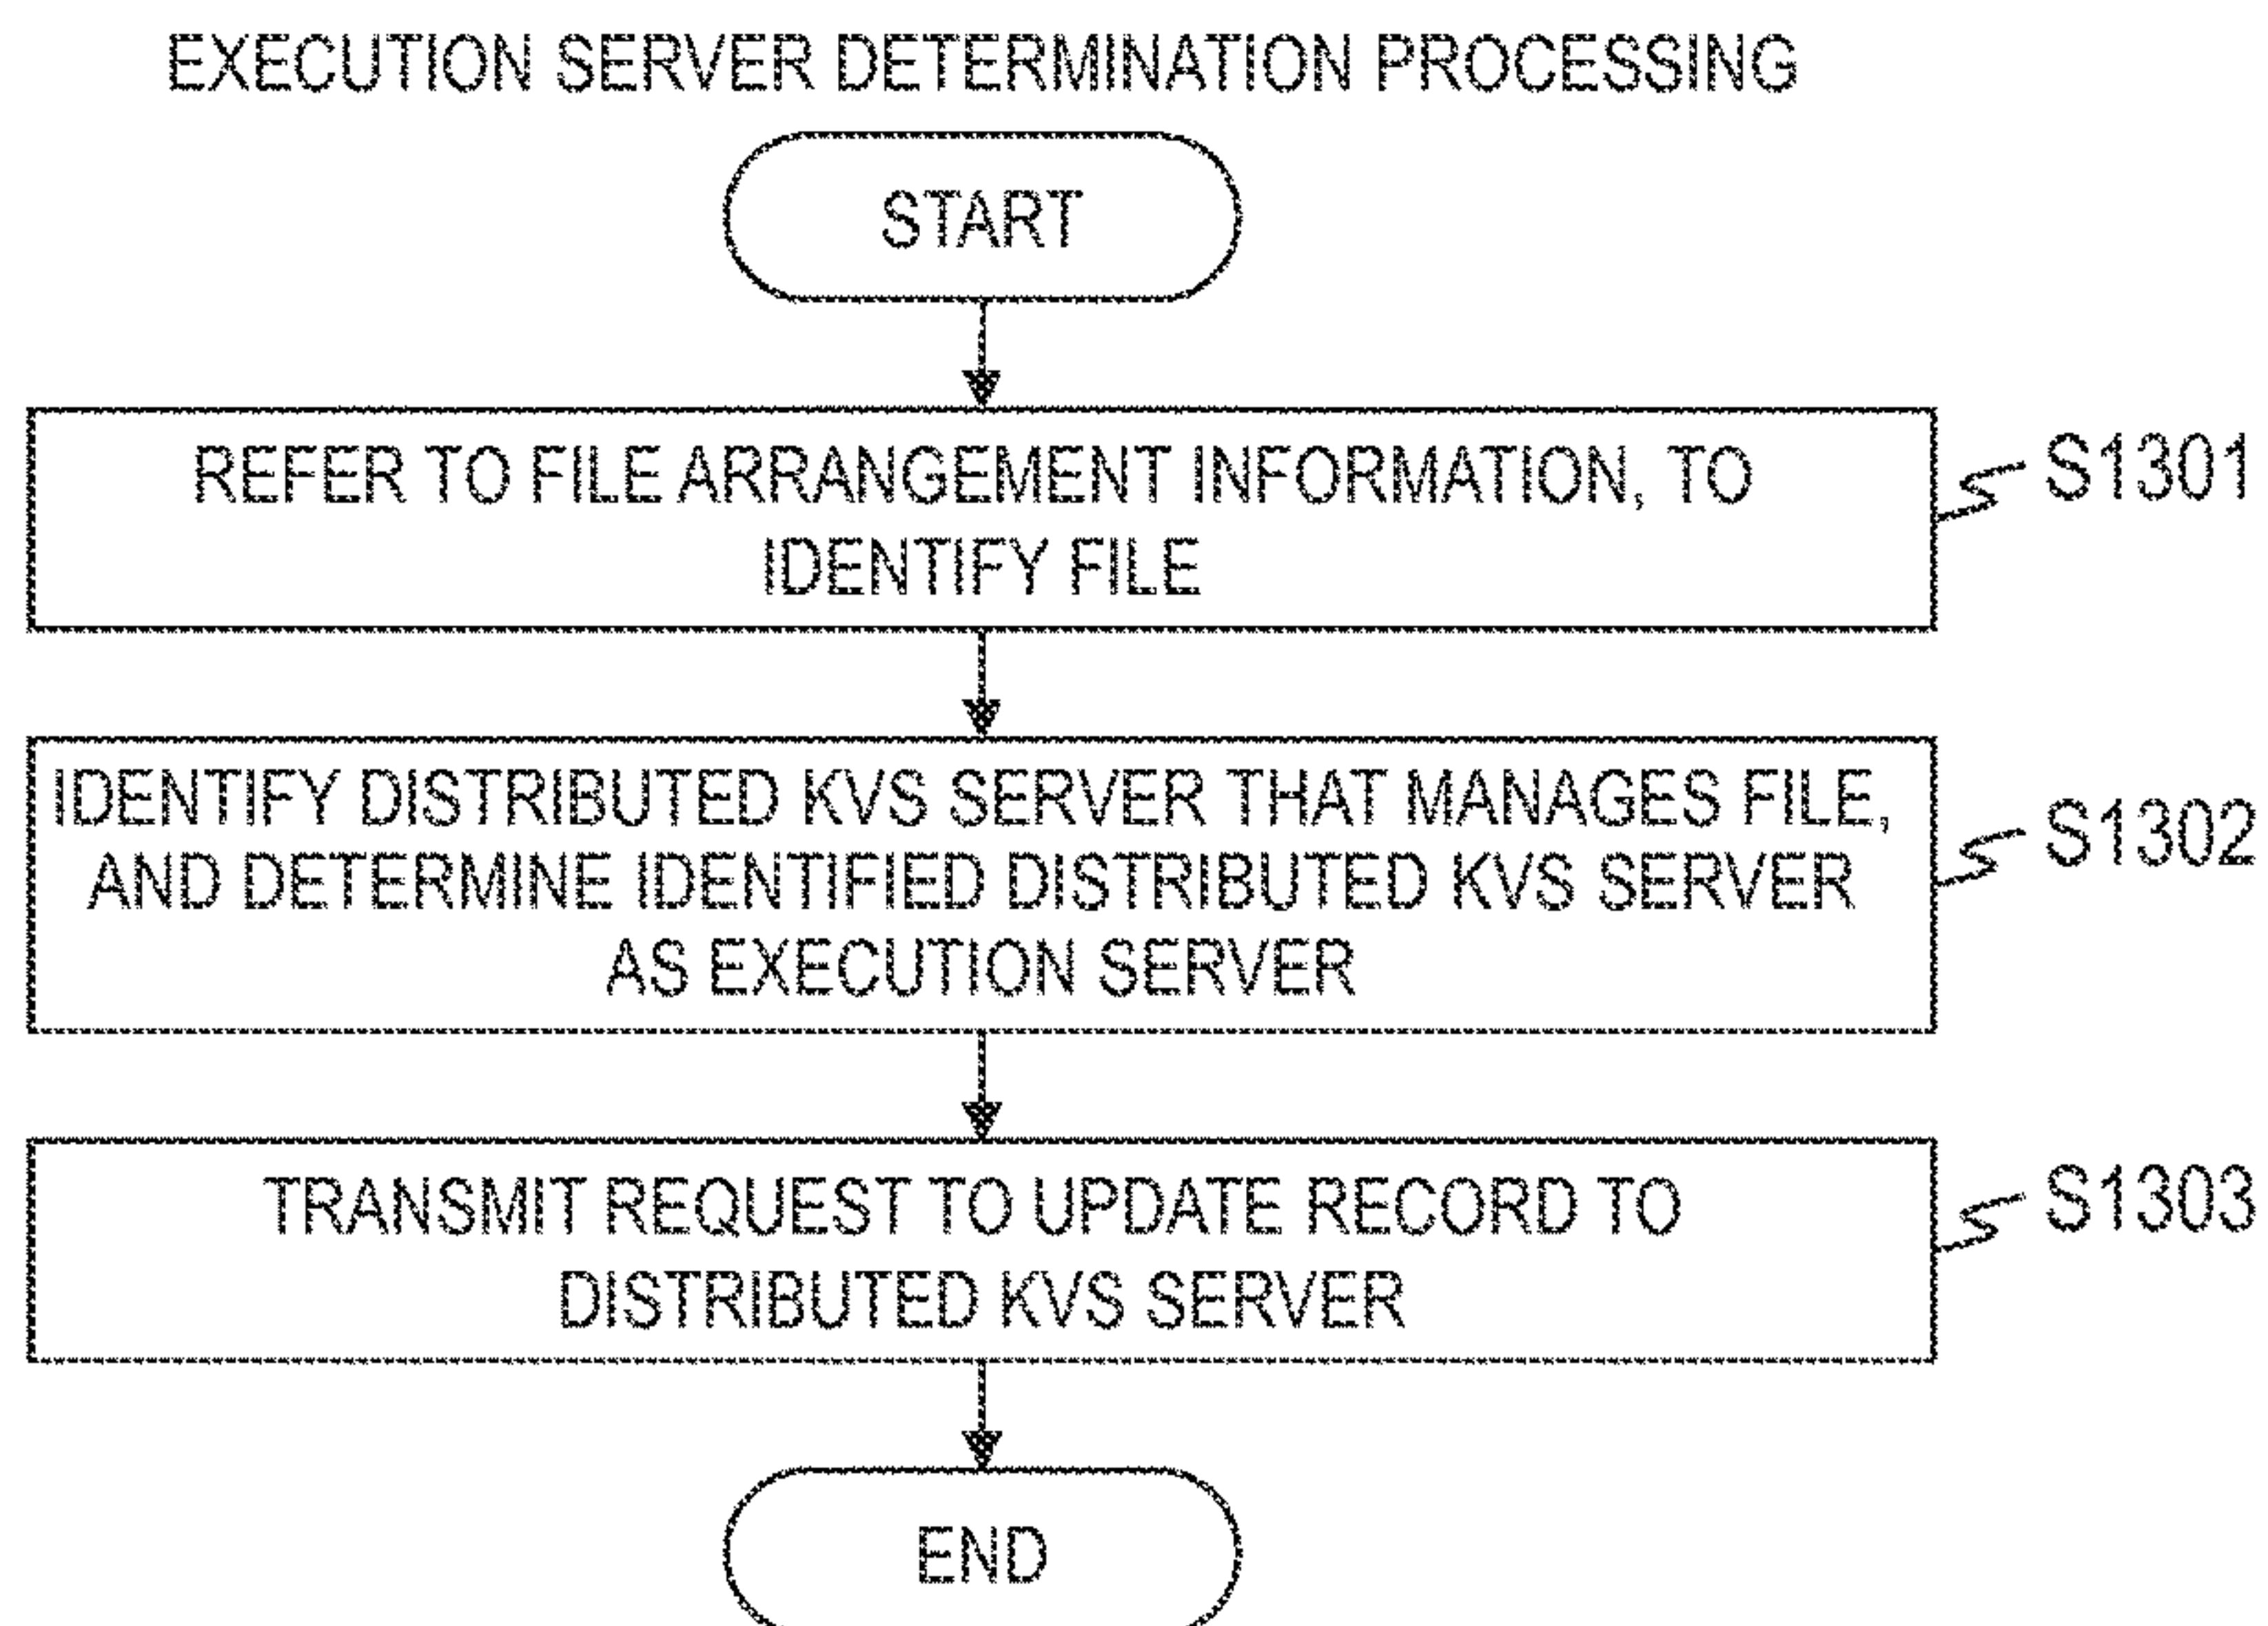 EXECUTION SERVER DETERMINATION PROCESSING
START
REFER TO FILE ARRANGEMENT INFORMATION, TO
IDENTIFY FILE
S1301
IDENTIFY DISTRIBUTED KVS SERVER THAT MANAGES FILE,
AND DETERMINE IDENTIFIED DISTRIBUTED KVS SERVER
AS EXECUTION SERVER
S1302
TRANSMIT REQUEST TO UPDATE RECORD TO
DISTRIBUTED KVS SERVER
S1303
END